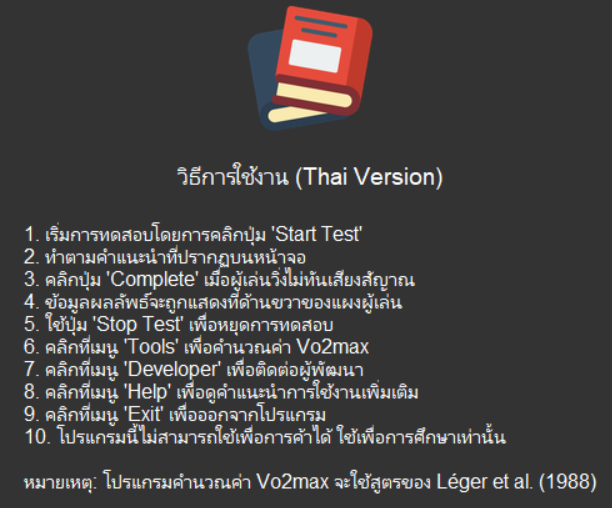 วิธีการใช้งาน (Thai Version)
1. เริ่มการทดสอบโดยการคลิกปุ่ม 'Start Test'
2. ทำตามคำแนะนำที่ปรากฏบนหน้าจอ
3. คลิกปุ่ม 'Complete' เมื่อผู้เล่นวิ่งไม่ทันเสียงสัญาณ
4. ข้อมูลผลลัพธ์จะถูกแสดงที่ด้านขวาของแผงผู้เล่น
5. ใช้ปุ่ม 'Stop Test' เพื่อหยุดการทดสอบ
6. คลิกที่เมนู 'Tools' เพื่อคำนวณค่า Vo2max
7. คลิกที่เมนู 'Developer' เพื่อติดต่อผู้พัฒนา
8. คลิกที่เมนู 'Help' เพื่อดูคำแนะนำการใช้งานเพิ่มเติม
9. คลิกที่เมนู 'Exit' เพื่อออกจากโปรแกรม
10. โปรแกรมนี้ไม่สามารถใช้เพื่อการค้าได้ ใช้เพื่อการศึกษาเท่านั้น
หมายเหตุ: โปรแกรมคำนวณค่า Vo2max จะใช้สูตรของ Léger et al. (1988)